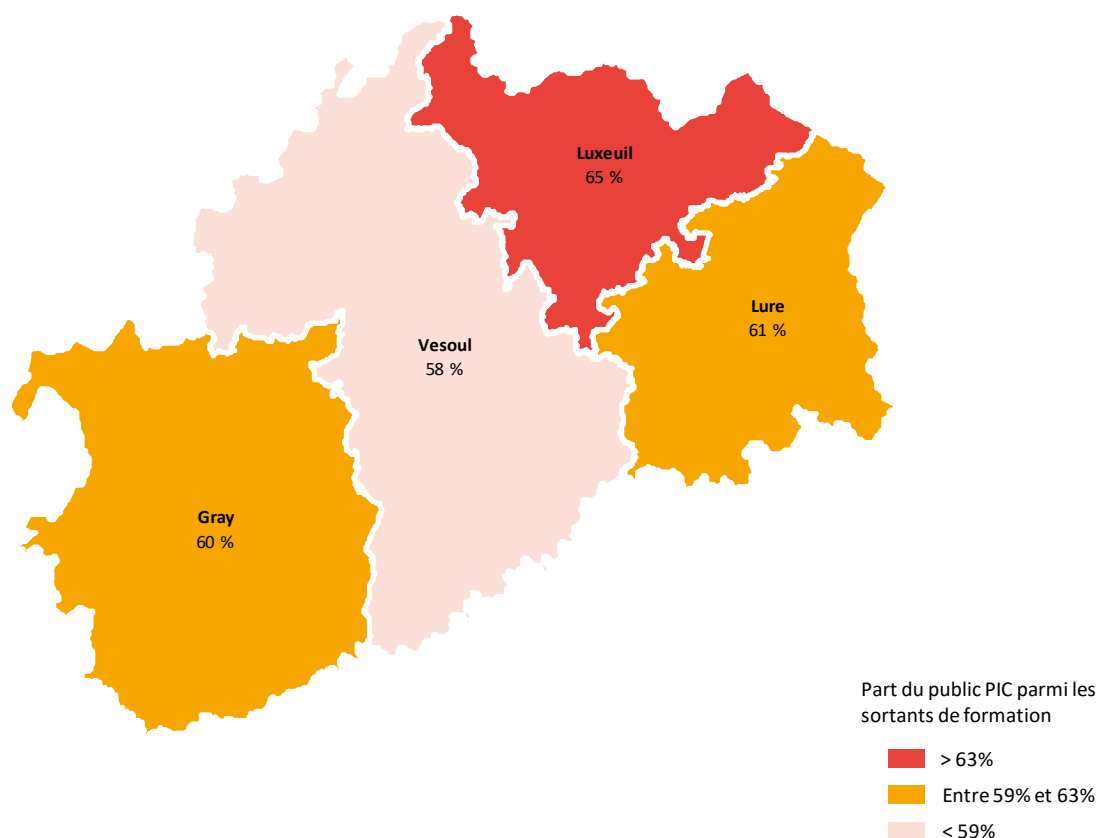 Luxeuil
65 %
Lure
61 %
Vesoul
58 %
Gray
60 %
Part du public PIC parmi les
sortants de formation
> 63%
Entre 59% et 63%
< 59%